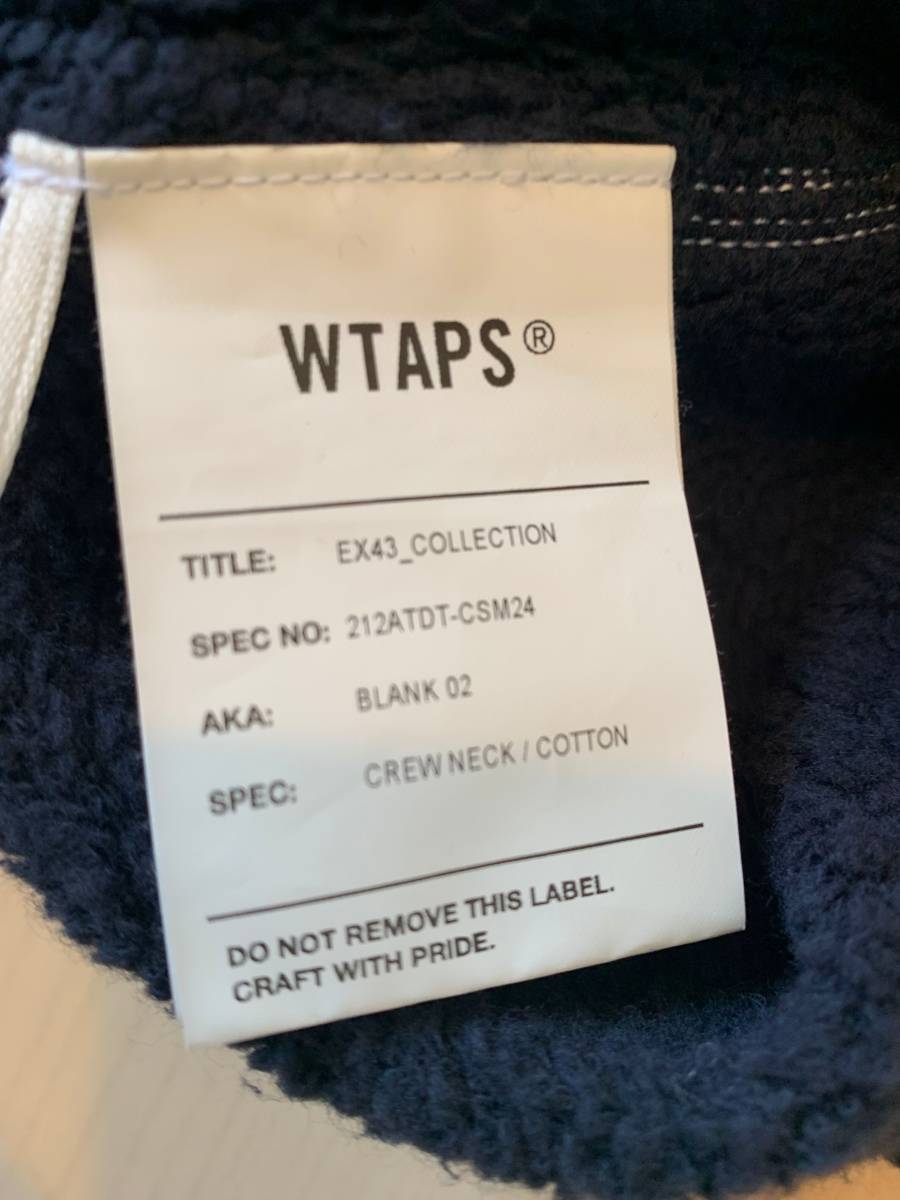 WTAPS®
TITLE: EX43_COLLECTION
SPEC NO: 212ATDT-CSM24
AKA: BLANK 02
SPEC: CREW NECK / COTTON
DO NOT REMOVE THIS LABEL.
CRAFT WITH PRIDE.